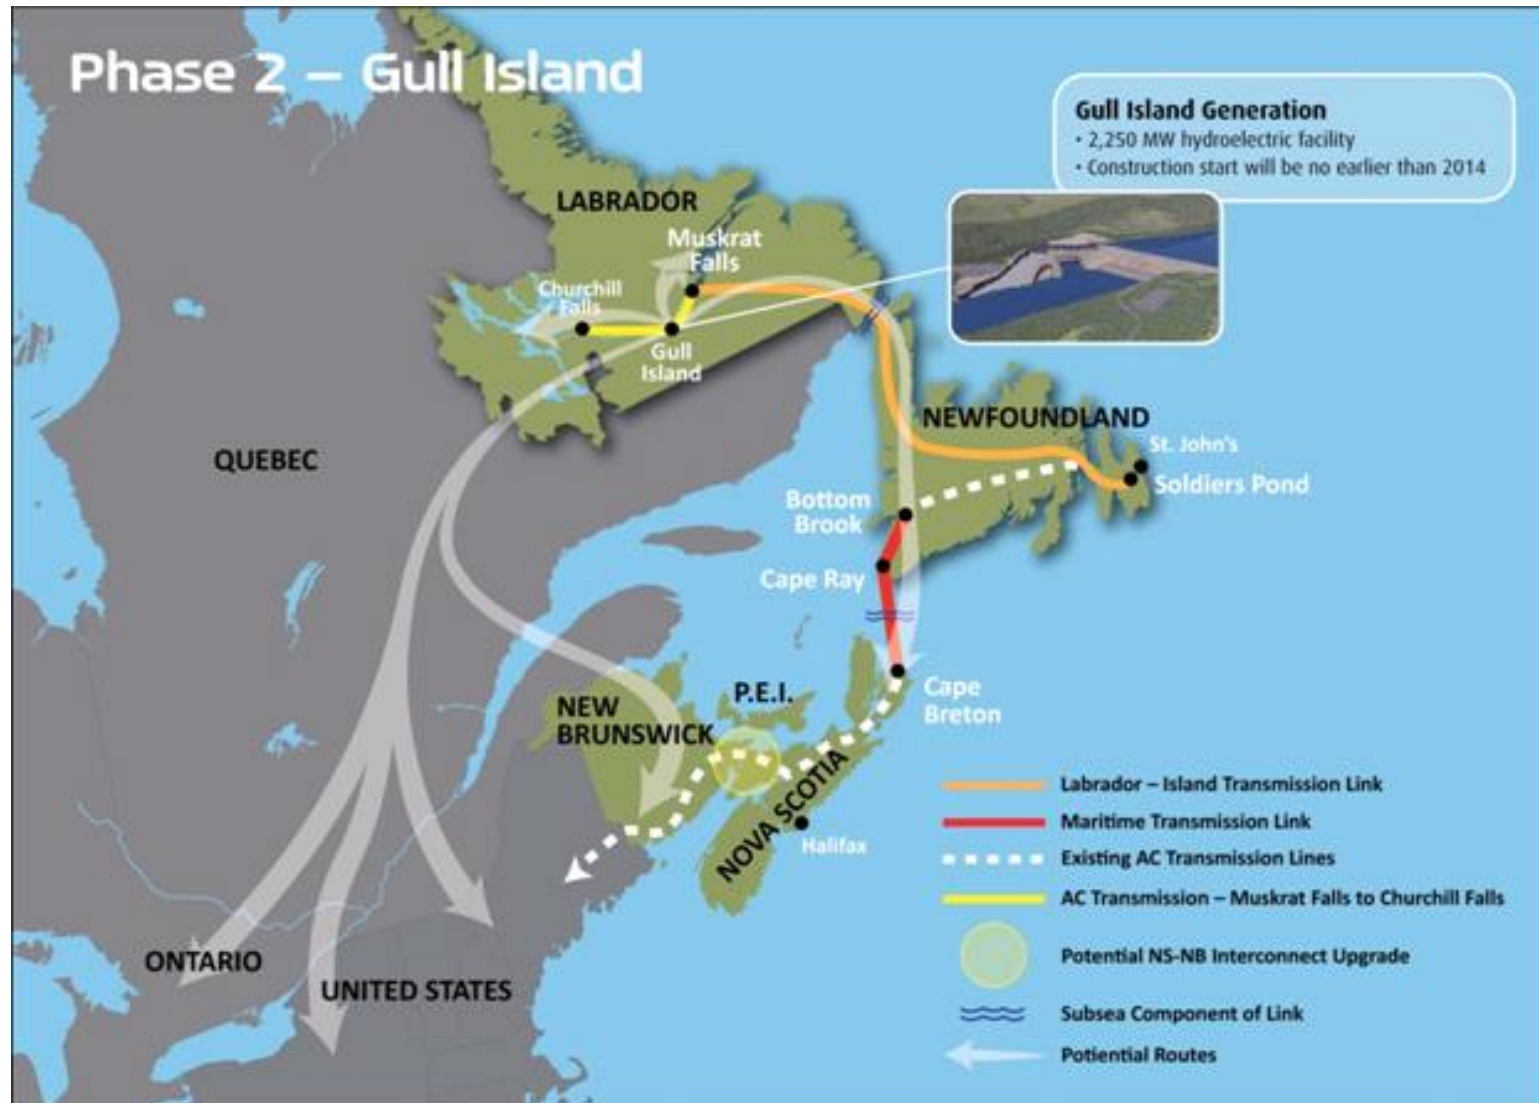 Phase 2 – Gull Island
Gull Island Generation
• 2,250 MW hydroelectric facility
• Construction start will be no earlier than 2014
LABRADOR
Muskrat
Falls
Churchill
Falls
Gull
Island
QUEBEC
NEWFOUNDLAND
St. John's
Soldiers Pond
Bottom
Brook
Cape Ray
Cape
Breton
P.E.I.
NEW
BRUNSWICK
NOVA SCOTIA
Halifax
ONTARIO
UNITED STATES
Labrador – Island Transmission Link
Maritime Transmission Link
Existing AC Transmission Lines
AC Transmission – Muskrat Falls to Churchill Falls
Potential NS-NB Interconnect Upgrade
Subsea Component of Link
Potiential Routes